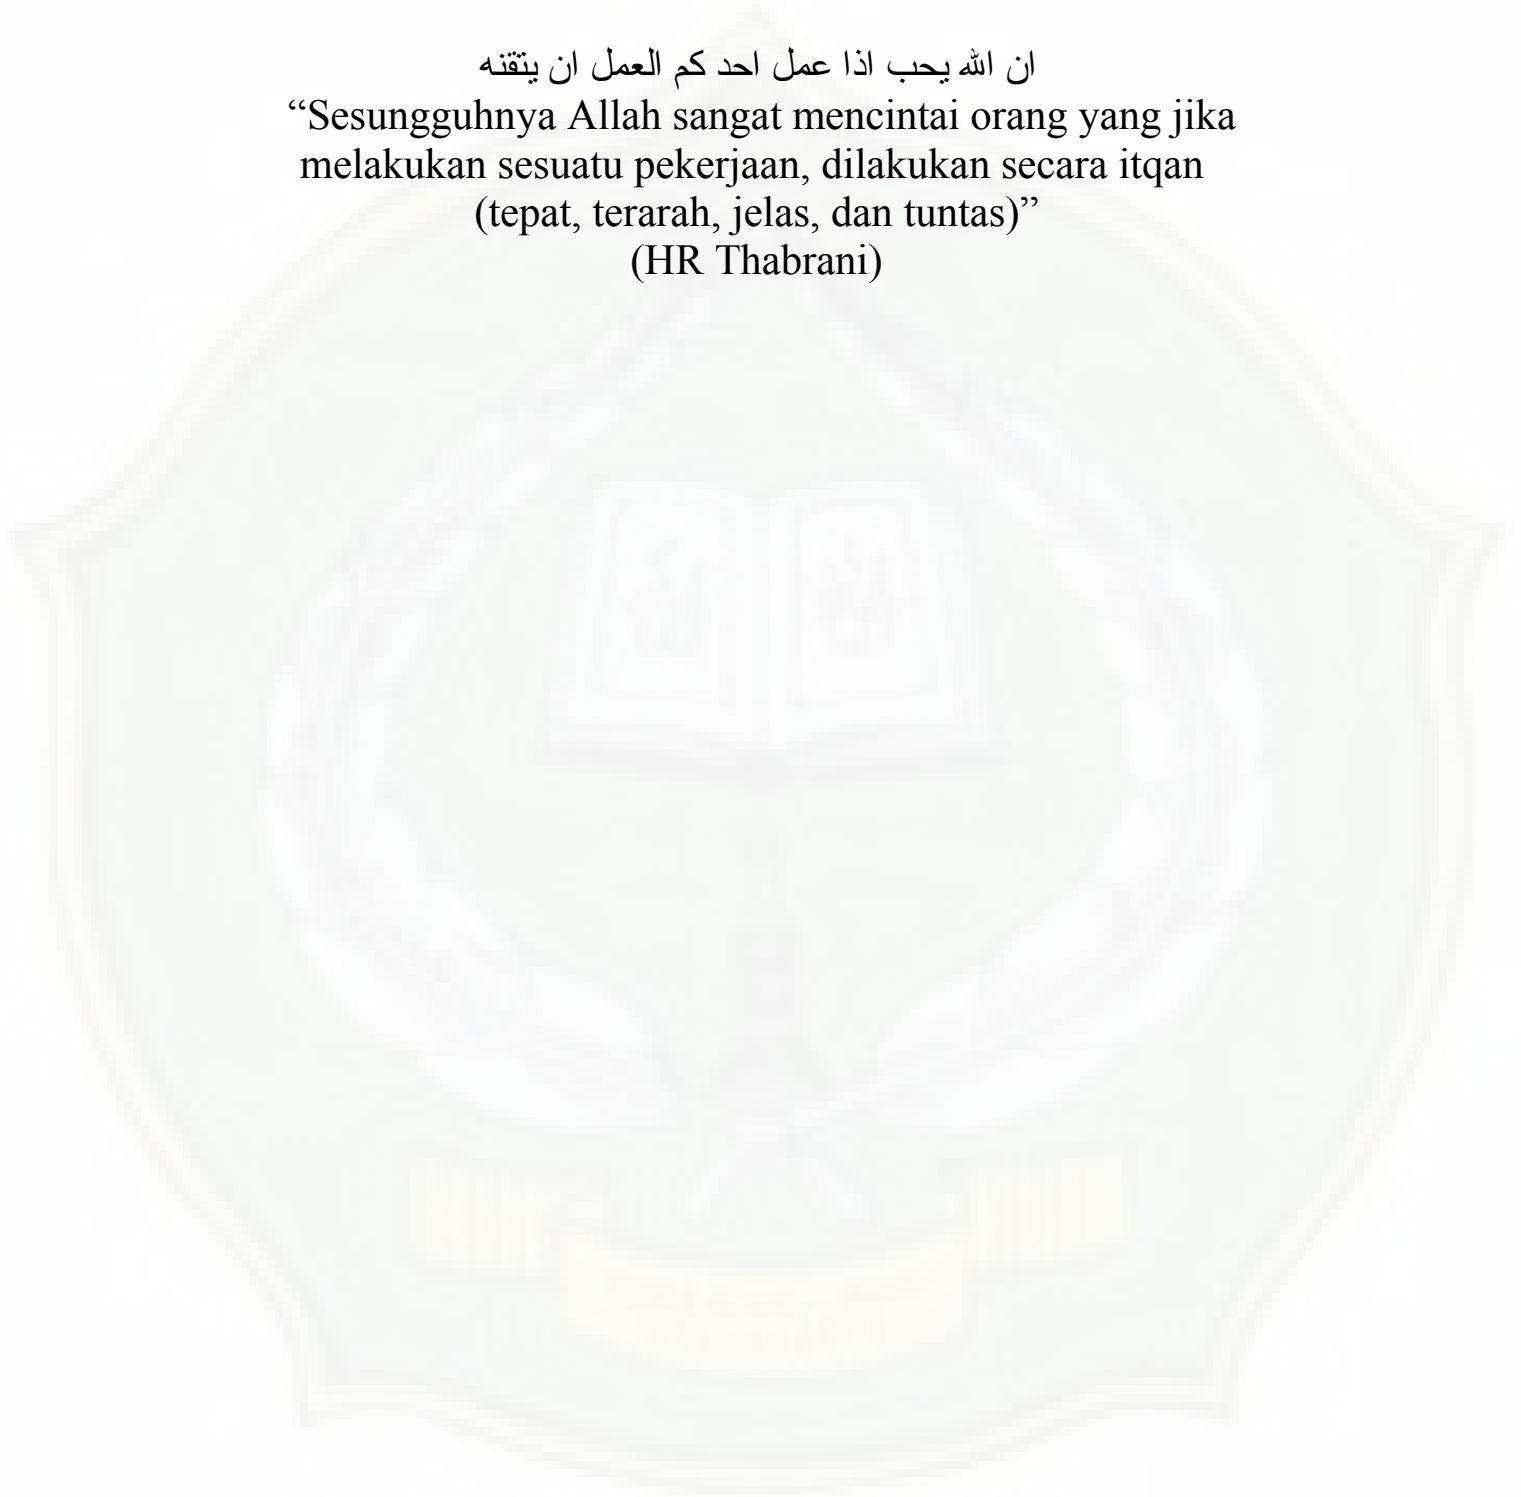 ان الله يحب اذا عمل احد كم العمل ان يتقنه
“Sesungguhnya Allah sangat mencintai orang yang jika
melakukan sesuatu pekerjaan, dilakukan secara itqan
(tepat, terarah, jelas, dan tuntas)”
(HR Thabrani)